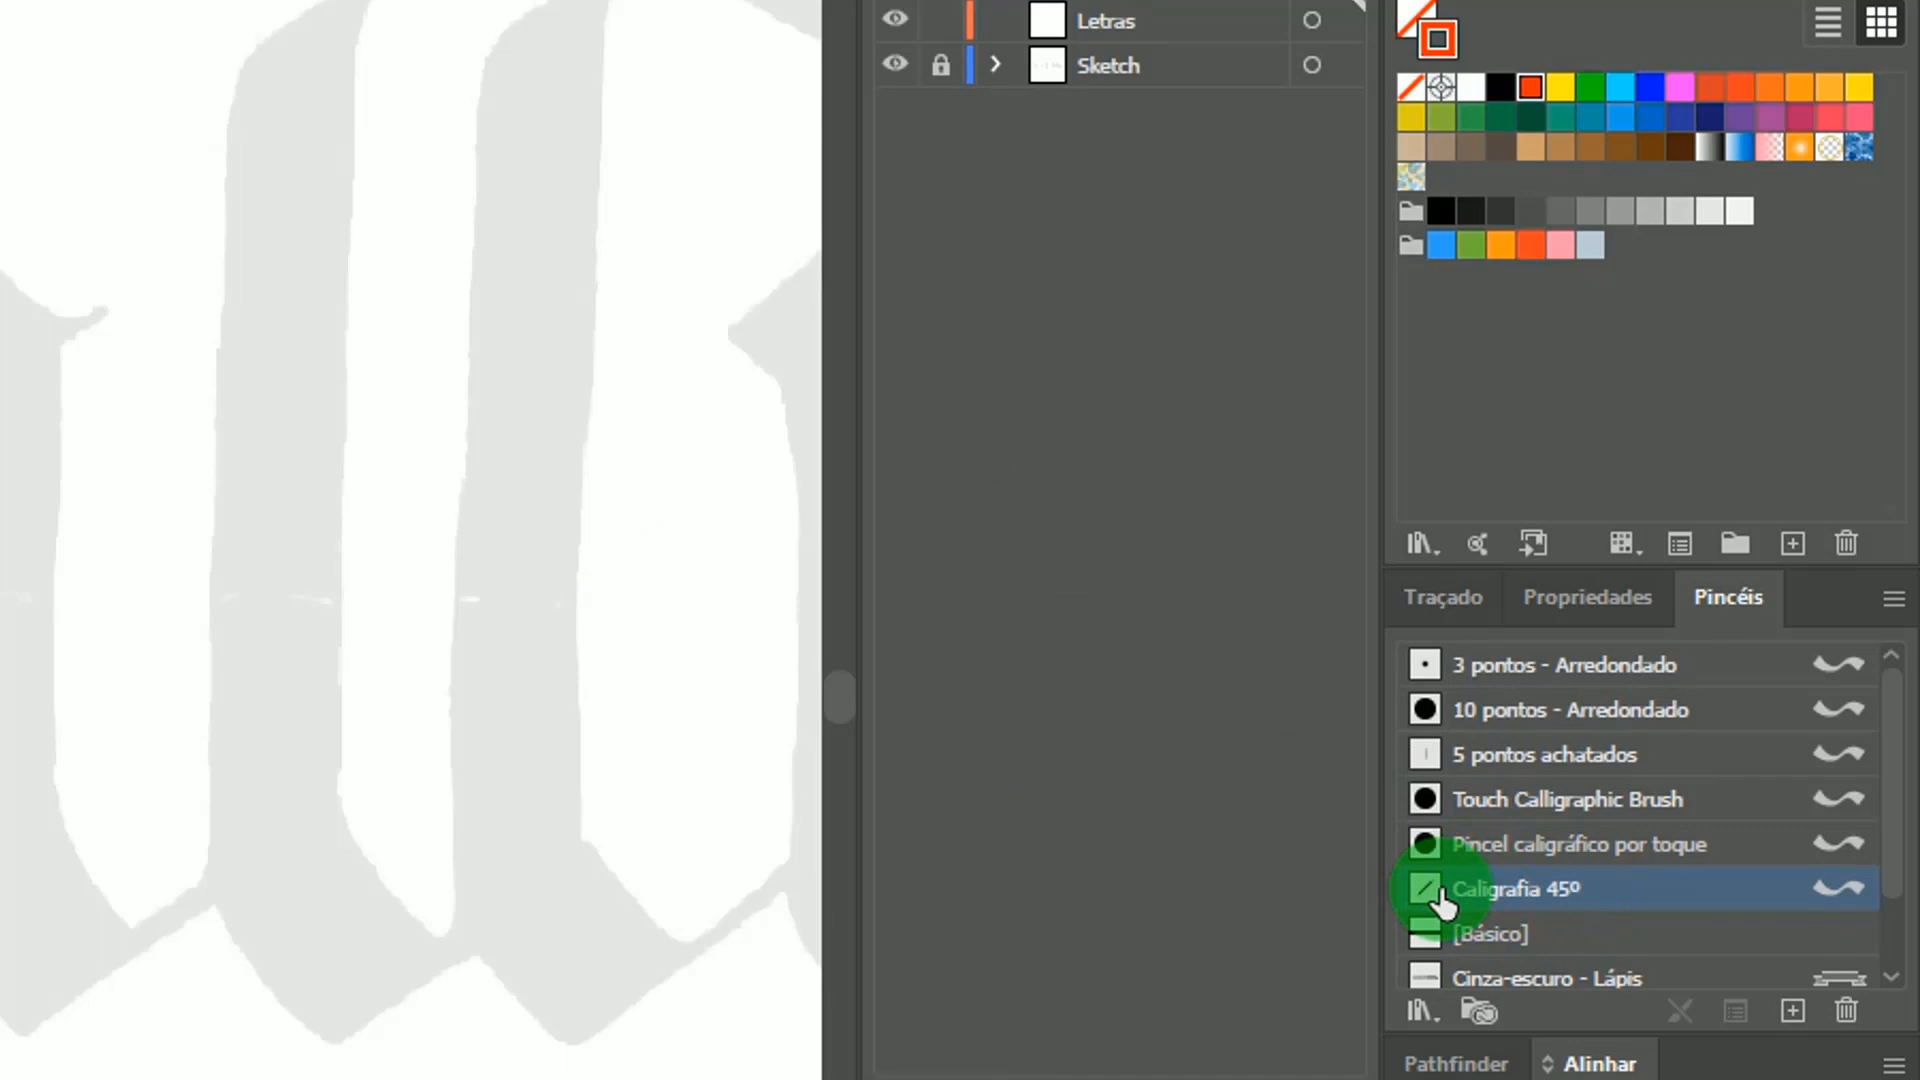 Letras
Sketch
Traçado Propriedades Pincéis
3 pontos - Arredondado
10 pontos - Arredondado
5 pontos achatados
Touch Calligraphic Brush
Pincel caligráfico por toque
Caligrafia 45º
[Básico]
Cinza-escuro - Lápis
Pathfinder Alinhar